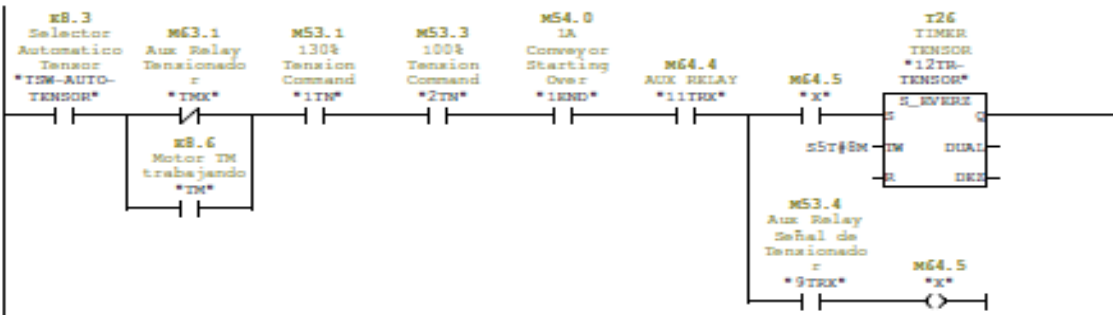 E8.3
Selector
Automatico
Tensor
"TSW-AUTO-
TENSOR"
M63.1
Aux Relay
Tensionado
r
"TMX"
M53.1
130%
Tension
Command
"1TN"
M53.3
100%
Tension
Command
"2TN"
M54.0
1A
Conveyor
Starting
Over
"1END"
M64.4
AUX RELAY
"11TRX"
M64.5
"X"
T26
TIMER
TENSOR
"12TR-
TENSOR"
S_EVERZ
S
Q
S5T#8M
TW
DUAL
R
DEZ
E8.6
Motor TM
trabajando
"TM"
M53.4
Aux Relay
Señal de
Tensionado
r
"9TRX"
M64.5
"X"